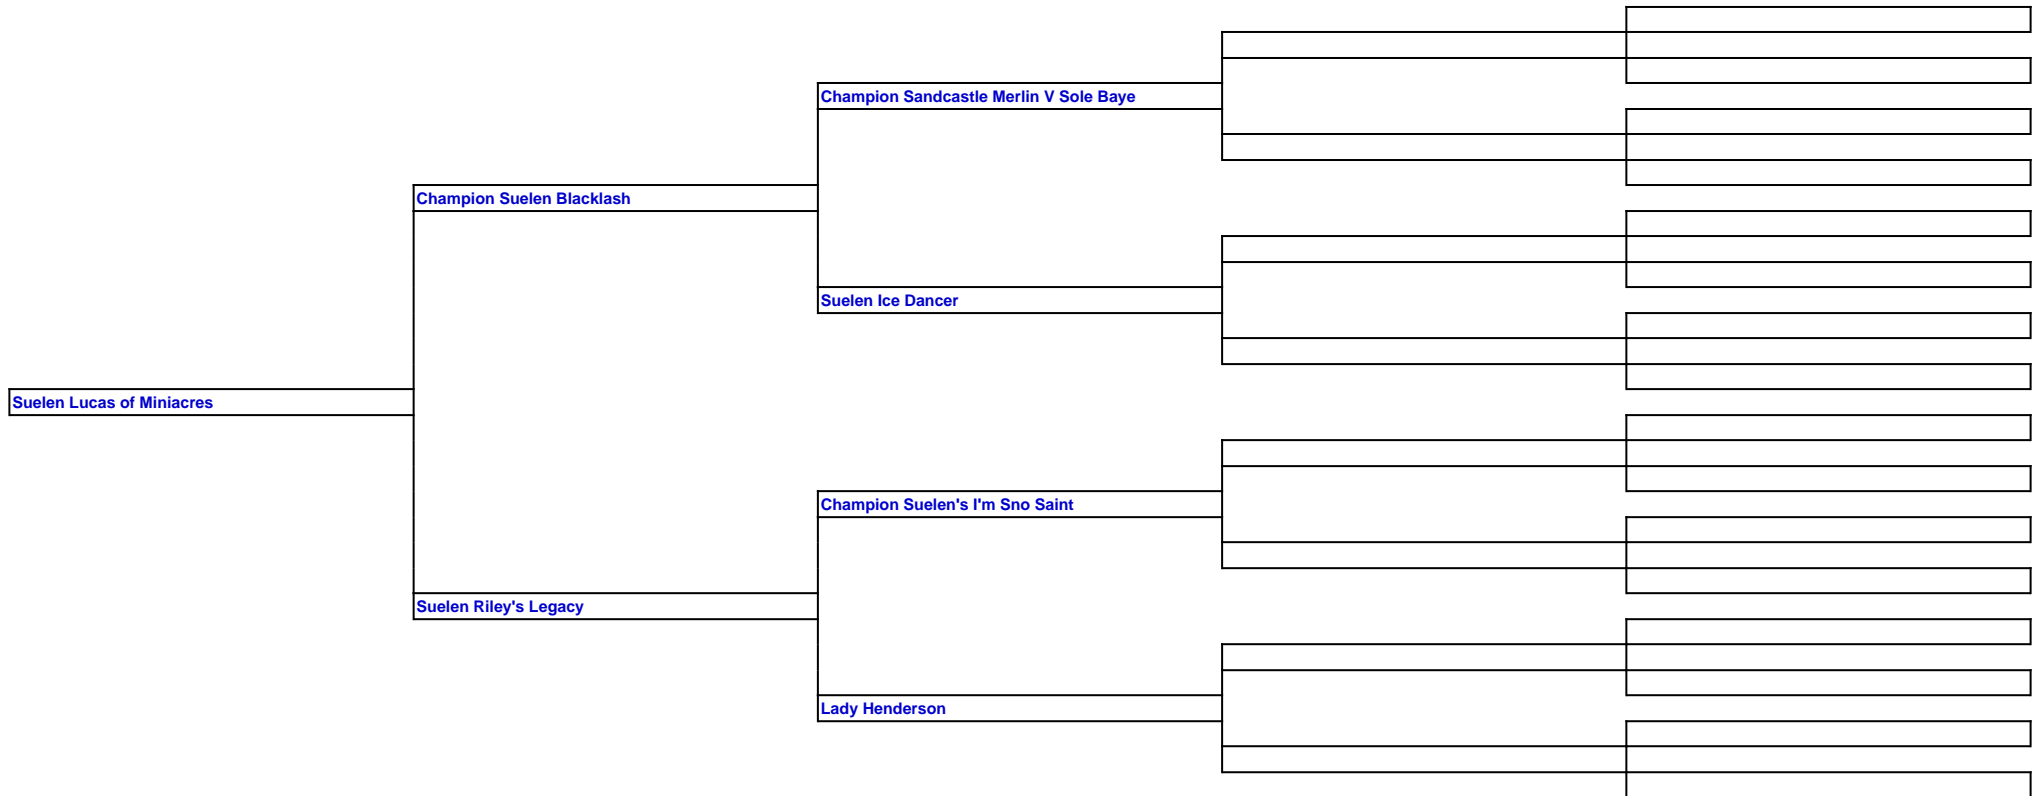 Champion Sandcastle Merlin V Sole Baye
Champion Suelen Blacklash
Suelen Ice Dancer
Suelen Lucas of Miniacres
Champion Suelen's I'm Sno Saint
Suelen Riley's Legacy
Lady Henderson